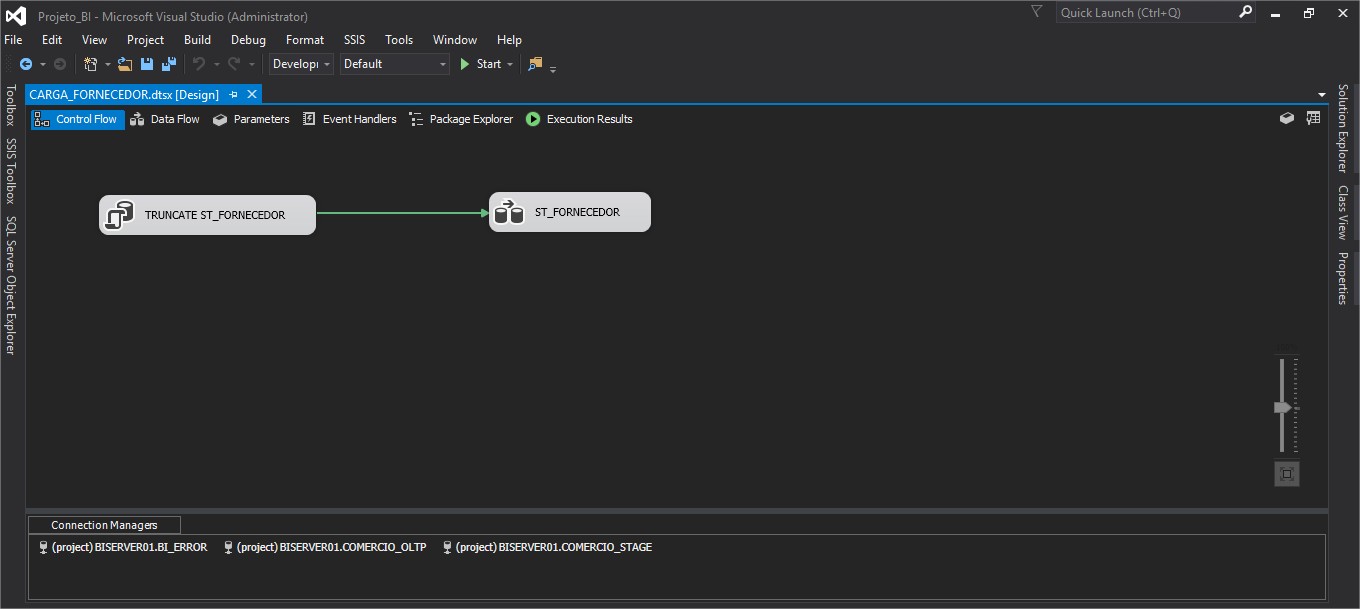 Projeto_BI - Microsoft Visual Studio (Administrator)
Quick Launch (Ctrl+Q)
File Edit View Project Build Debug Format SSIS Tools Window Help
Developı Default Start
CARGA_FORNECEDOR.dtsx [Design]
Control Flow Data Flow Parameters Event Handlers Package Explorer Execution Results
Toolbox
SSIS Toolbox
SQL Server Object Explorer
TRUNCATE ST_FORNECEDOR
ST_FORNECEDOR
Solution Explorer
Class View
Properties
Connection Managers
(project) BISERVER01.BI_ERROR (project) BISERVER01.COMERCIO_OLTP (project) BISERVER01.COMERCIO_STAGE